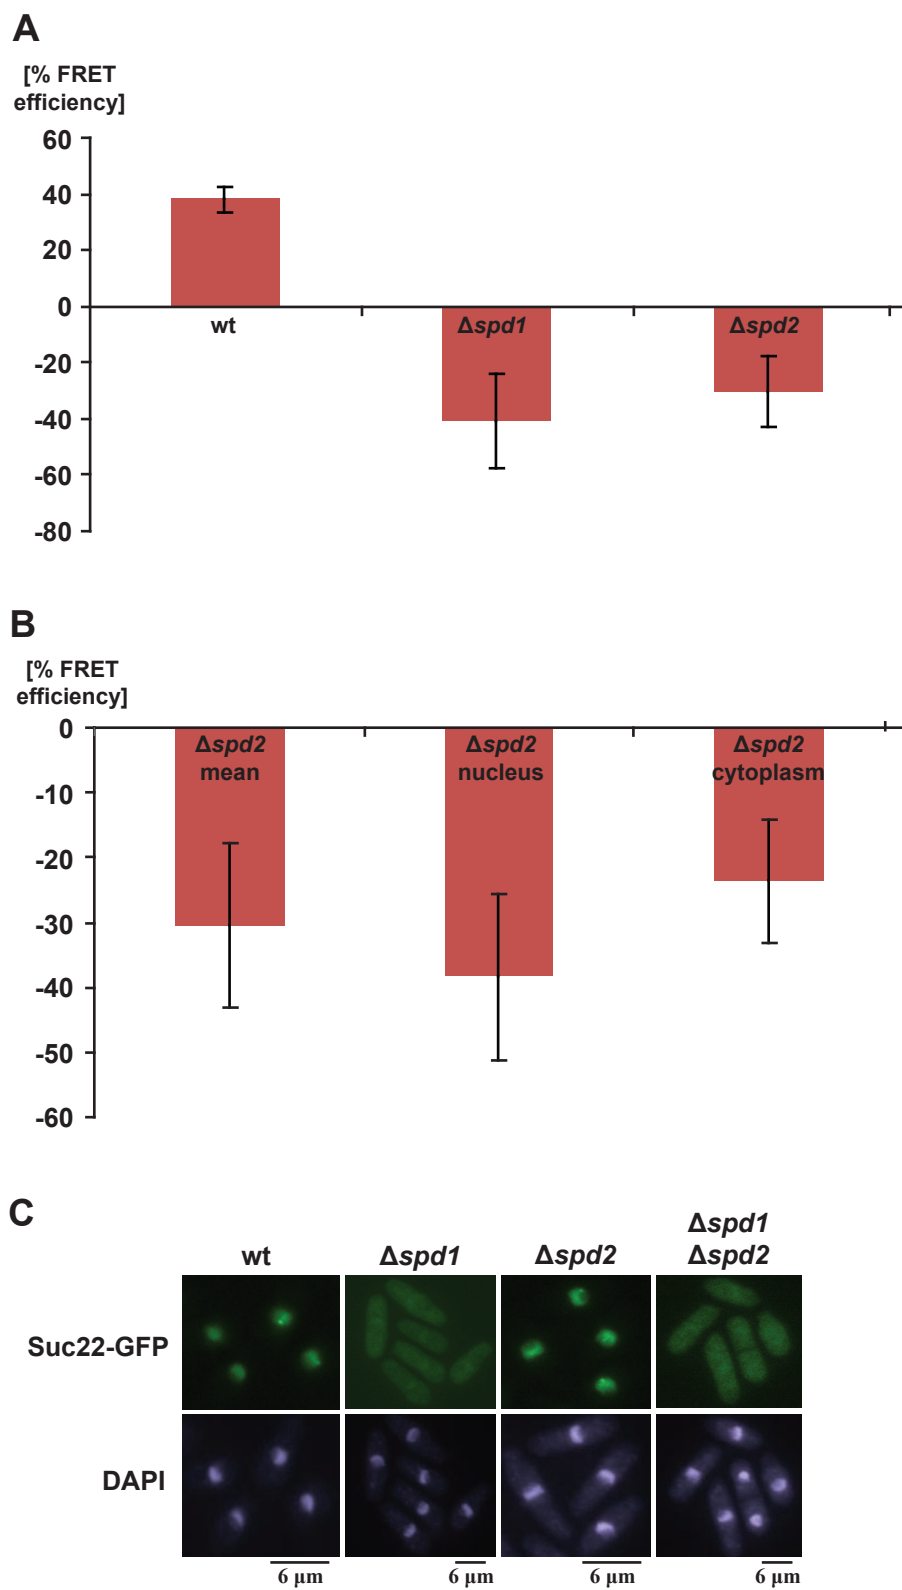 A
[% FRET
efficiency]
60
40
20
0
-20
-40
-60
-80
wt
Δspd1
Δspd2
B
[% FRET
efficiency]
0
-10
-20
-30
-40
-50
-60
Δspd2
mean
Δspd2
nucleus
Δspd2
cytoplasm
C
wt
Δspd1
Δspd2
Δspd1
Δspd2
Suc22-GFP
DAPI
6 µm
6 µm
6 µm
6 µm